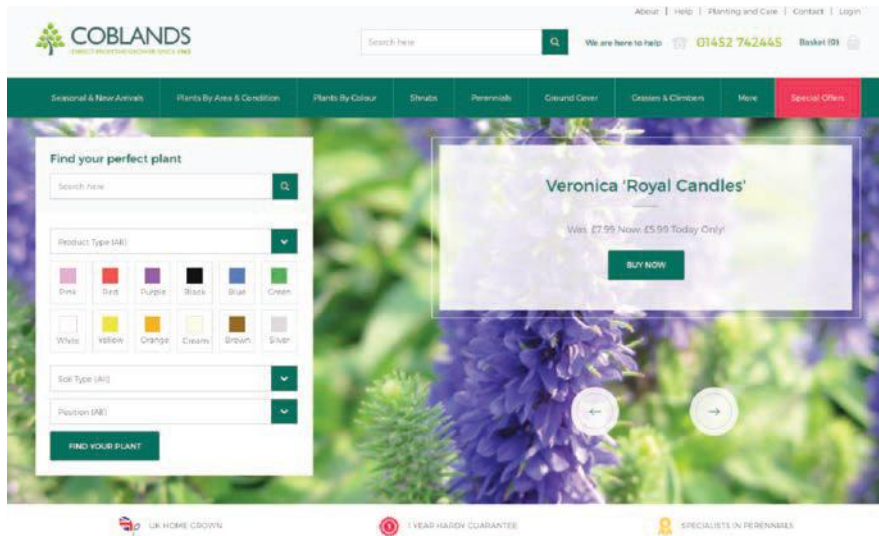 About | Help | Planting and Care | Contact | Login
COBLANDS
Search here
We are here to help
01452 742445
Basket (0)
Seasonal & New Arrivals
Plants By Area & Condition
Plants By Colour
Shrubs
Perennials
Ground Cover
Grasses & Climbers
More
Special Offers
Find your perfect plant
Search here
Product Type (All)
Pink
Red
Purple
Black
Blue
Green
White
Yellow
Orange
Cream
Brown
Silver
Soil Type (All)
Position (All)
FIND YOUR PLANT
Veronica 'Royal Candles'
Was £7.99 Now: £5.99 Today Only!
BUY NOW
UK HOME GROWN
1 YEAR HARDY GUARANTEE
SPECIALISTS IN PERENNIALS